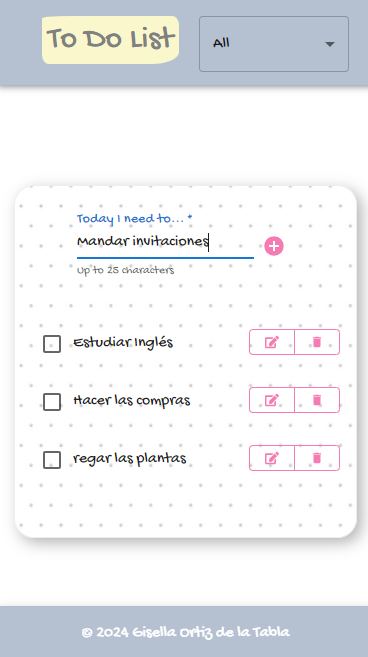 To Do List
All
Today I need to... *
Mandar invitaciones
Up to 25 characters
Estudiar Inglés
Hacer las compras
regar las plantas
© 2024 Gisella Ortiz de la Tabla